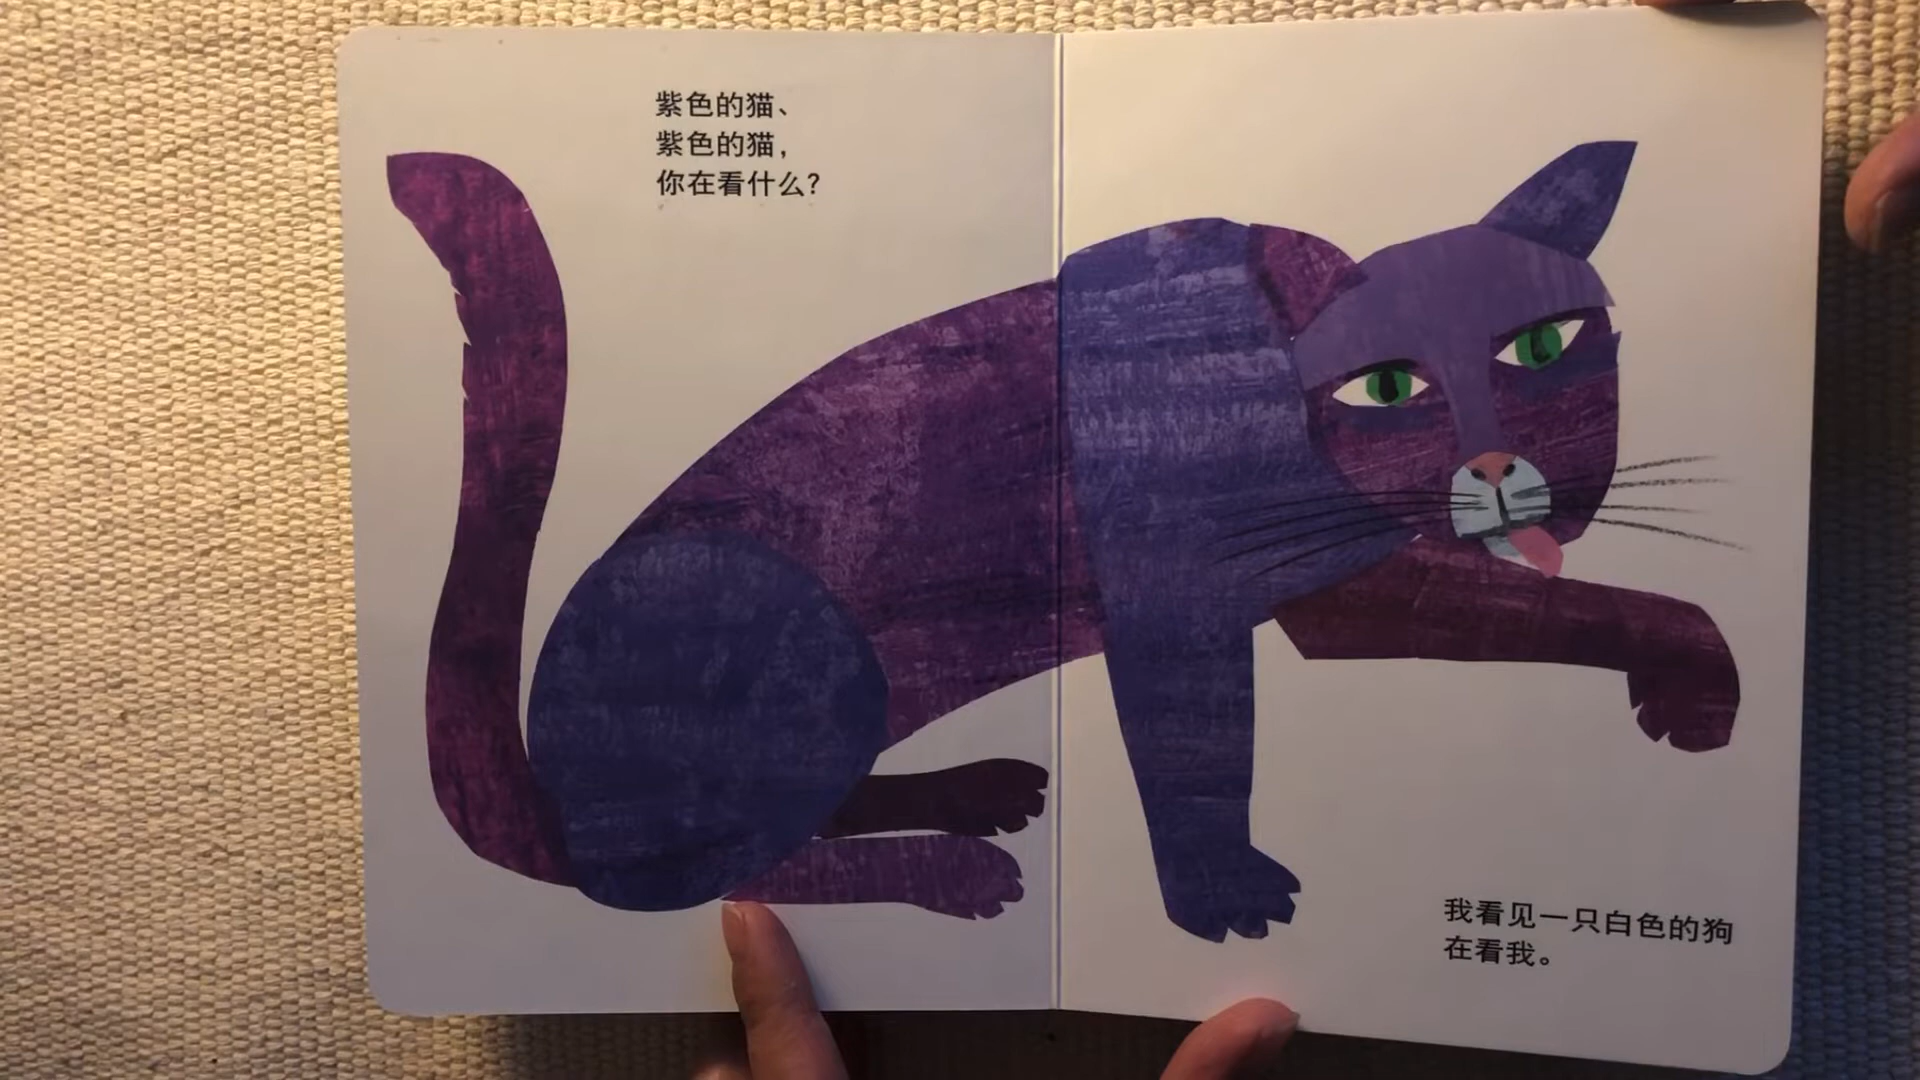 紫色的猫、
紫色的猫，
你在看什么？
我看见一只白色的狗
在看我。